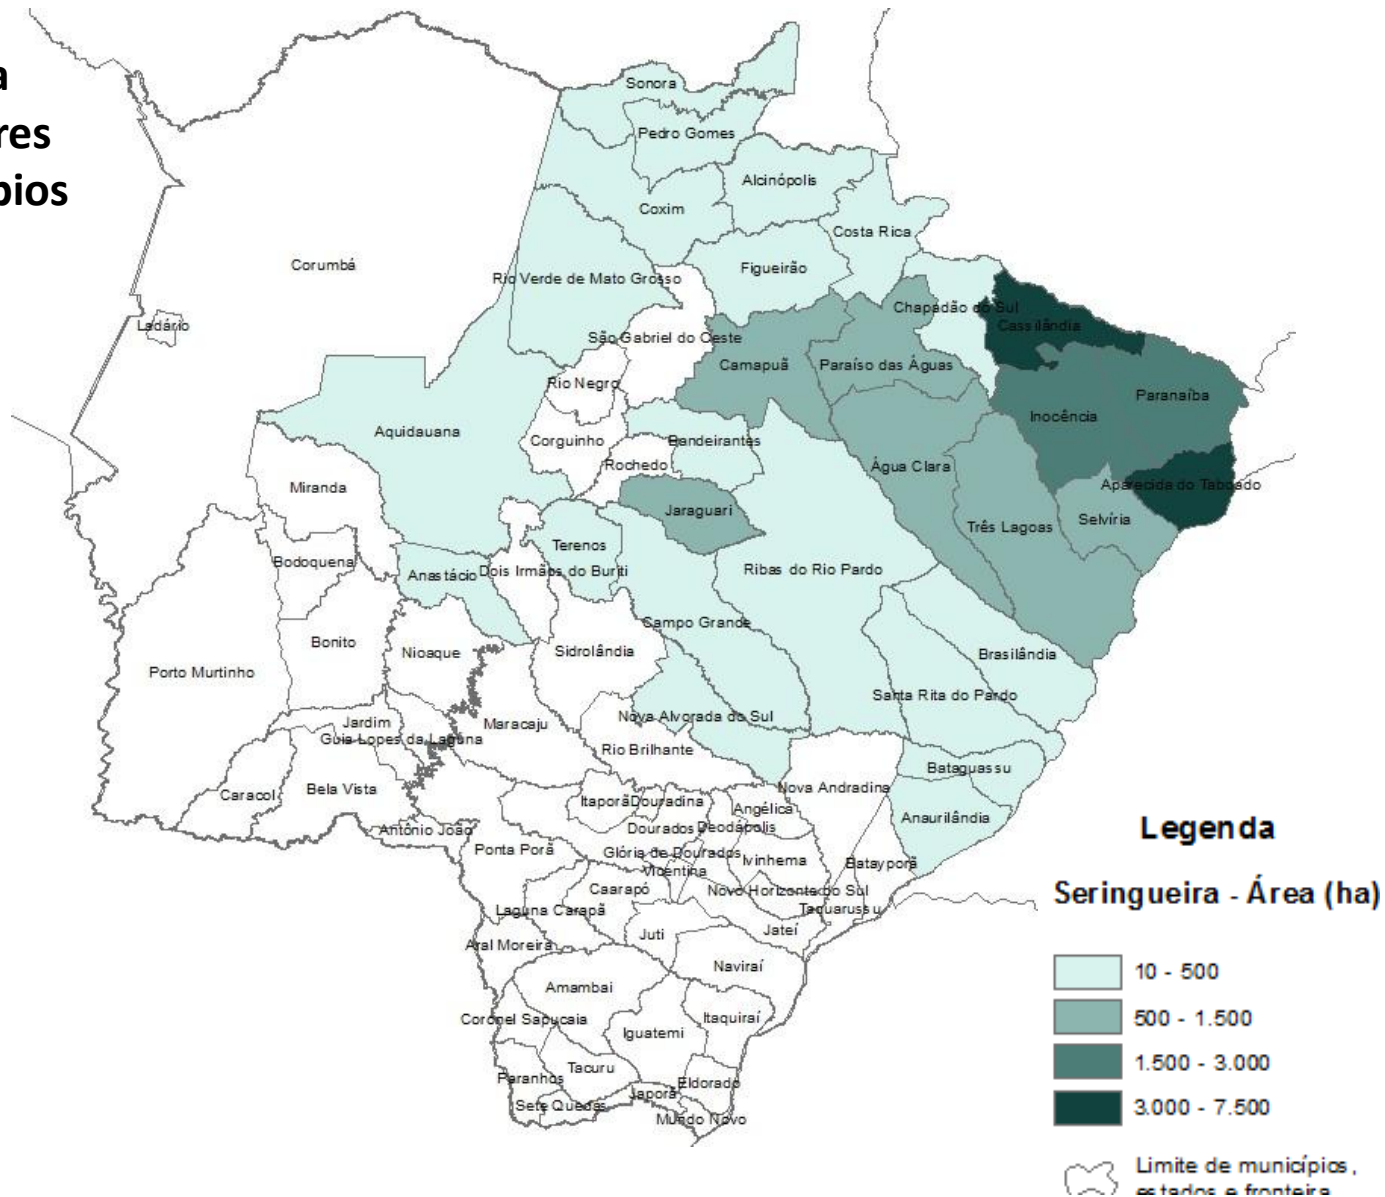 a
res
pios
Sonora
Pedro Gomes
Alcinópolis
Coxim
Costa Rica
Corumbá
Figueirão
Rio Verde de Mato Grosso
Chapadão do Sul
Ladário
Cassilândia
São Gabriel do Oeste
Camapuã
Paraíso das Águas
Rio Negro
Paranaíba
Inocência
Aquidauana
Corguinho
Bandeirantes
Rochedo
Água Clara
Miranda
Aparecida do Taboado
Jaraguari
Selvíria
Três Lagoas
Terenos
Bodoquena
Ribas do Rio Pardo
Anastácio
Dois Irmãos do Buriti
Campo Grande
Bonito
Nioaque
Sidrolândia
Brasilândia
Porto Murtinho
Santa Rita do Pardo
Nova Alvorada do Sul
Jardim
Maracaju
Guia Lopes da Laguna
Rio Brilhante
Bataguassu
Nova Andradina
Bela Vista
Caracol
Itaporã
Douradina
Angélica
Anaurilândia
Antônio João
Dourados
Deodápolis
Legenda
Ponta Porã
Glória de Dourados
Ivinhema
Batayporã
Vicentina
Caarapó
Novo Horizonte do Sul
Seringueira - Área (ha)
Laguna Carapã
Taquarussu
Juti
Jateí
Aral Moreira
Naviraí
10 - 500
Amambai
Coronel Sapucaia
Itaquiraí
500 - 1.500
Iguatemi
Tacuru
1.500 - 3.000
Paranhos
Eldorado
Japorã
Sete Quedas
3.000 - 7.500
Mundo Novo
Limite de municípios,
estados e fronteira